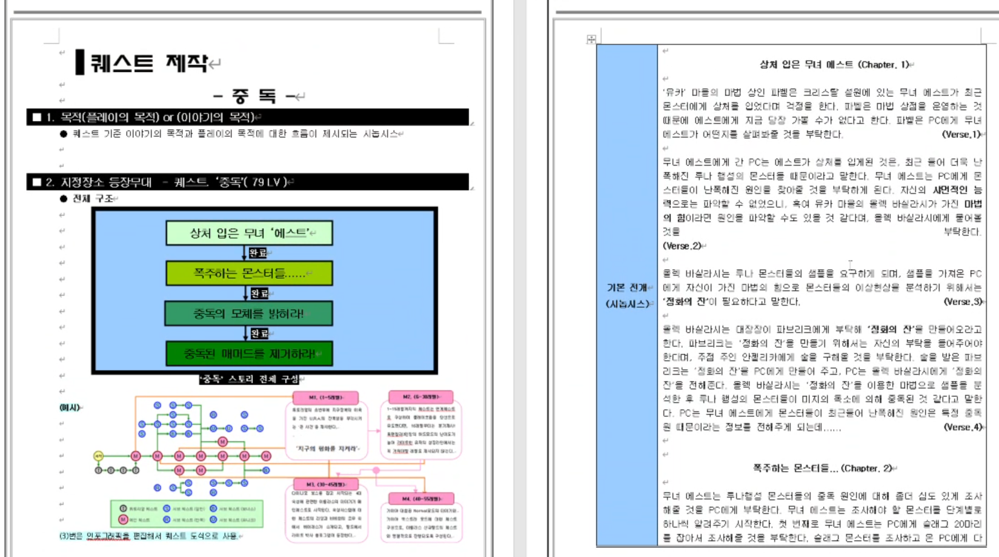 퀘스트 제작
- 중 독 -
■ 1. 목적(플레이의 목적) or (이야기의 목적)
● 퀘스트 기준 이야기의 목적과 플레이의 목적에 대한 흐름이 제시되는 시놉시스
■ 2. 지정장소 등장무대 - 퀘스트. '중독'( 79 LV )
● 전체 구조
상처 입은 무녀 '에스트'
완료
폭주하는 몬스터들......
완료
중독의 모체를 밝혀라!
완료
중독된 매머드를 제거하라!
'중독' 스토리 전체 구성
(예시)
M1. (1-5레벨)
'지구의 평화를 지켜라'
M2. (6-30레벨)
M3. (30-45레벨)
M4. (40-55레벨)
튜토리얼 퀘스트
메인 퀘스트
(3)번은 인포그래픽을 편집해서 퀘스트 도식으로 사용.
기본 전개
(시놉시스)
상처 입은 무녀 에스트 (Chapter. 1)
'유카' 마을의 마법 상인 파벨은 크리스탈 설원에 있는 무녀 에스트가 최근
몬스터에게 상처를 입었다며 걱정을 한다. 파벨은 마법 상점을 운영하는 것
때문에 에스트에게 지금 당장 가볼 수가 없다고 한다. 파벨은 PC에게 무녀
에스트가 어떤지를 살펴봐줄 것을 부탁한다. (Verse.1)
무녀 에스트에게 간 PC는 에스트가 상처를 입게된 것은, 최근 들어 더욱 난
폭해진 루나 행성의 몬스터들 때문이라고 말한다. 무녀 에스트는 PC에게 몬
스터들이 난폭해진 원인을 찾아줄 것을 부탁하게 된다. 자신의 샤먼적인 능
력으로는 파악할 수 없었으니, 혹여 유카 마을의 올렉 바실라시가 가진 마법
의 힘이라면 원인을 파악할 수도 있을 것 같다며, 올렉 바실라시에게 물어볼
것을 부탁한다.
(Verse.2)
올렉 바실라시는 루나 몬스터들의 샘플을 요구하게 되며, 샘플을 가져온 PC
에게 자신이 가진 마법의 힘으로 몬스터들의 이상현상을 분석하기 위해서는
'정화의 잔'이 필요하다고 말한다. (Verse.3)
올렉 바실라시는 대장장이 파브리크에게 부탁해 '정화의 잔'을 만들어오라고
한다. 파브리크는 '정화의 잔'을 만들기 위해서는 자신의 부탁을 들어주어야
한다며, 주점 주인 안젤리카에게 술을 구해올 것을 부탁한다. 술을 받은 파브
리크는 '정화의 잔'을 PC에게 만들어 주고, PC는 올렉 바실라시에게 '정화의
잔'을 전해준다. 올렉 바실라시는 '정화의 잔'을 이용한 마법으로 샘플을 분
석한 후 루나 행성의 몬스터들이 미지의 독소에 의해 중독된 것 같다고 말한
다. PC는 무녀 에스트에게 몬스터들이 최근들어 난폭해진 원인은 특정 중독
원 때문이라는 정보를 전해주게 되는데...... (Verse.4)
폭주하는 몬스터들... (Chapter. 2)
무녀 에스트는 루나행성 몬스터들의 중독 원인에 대해 좀더 심도 있게 조사
해줄 것을 PC에게 부탁한다. 무녀 에스트는 조사해야 할 몬스터를 단계별로
하나씩 알려주기 시작한다. 첫 번째로 무녀 에스트는 PC에게 슬래그 20마리
를 잡아서 조사해줄 것을 부탁한다. 슬래그 몬스터를 조사하고 온 PC에게 다